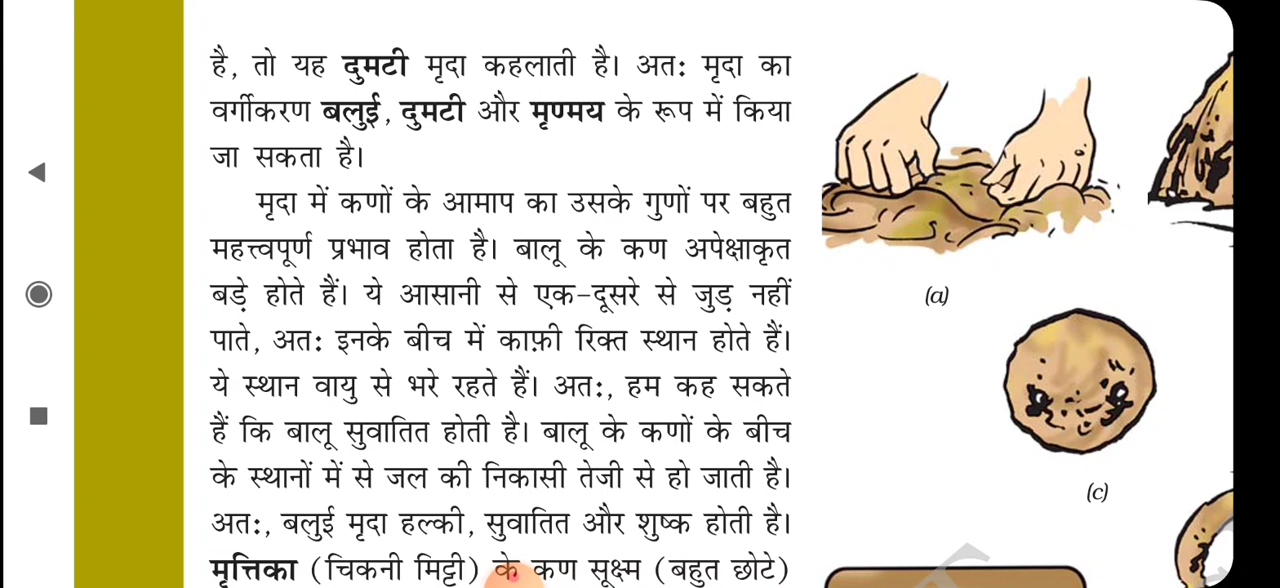 है, तो यह दुमटी मृदा कहलाती है। अतः मृदा का
वर्गीकरण बलुई, दुमटी और मृण्मय के रूप में किया
जा सकता है।
मृदा में कणों के आमाप का उसके गुणों पर बहुत
महत्त्वपूर्ण प्रभाव होता है। बालू के कण अपेक्षाकृत
बड़े होते हैं। ये आसानी से एक-दूसरे से जुड़ नहीं
पाते, अतः इनके बीच में काफ़ी रिक्त स्थान होते हैं।
ये स्थान वायु से भरे रहते हैं। अतः, हम कह सकते
हैं कि बालू सुवातित होती है। बालू के कणों के बीच
के स्थानों में से जल की निकासी तेजी से हो जाती है।
अतः, बलुई मृदा हल्की, सुवातित और शुष्क होती है।
मृत्तिका (चिकनी मिट्टी) के कण सूक्ष्म (बहुत छोटे)
(a)
(c)